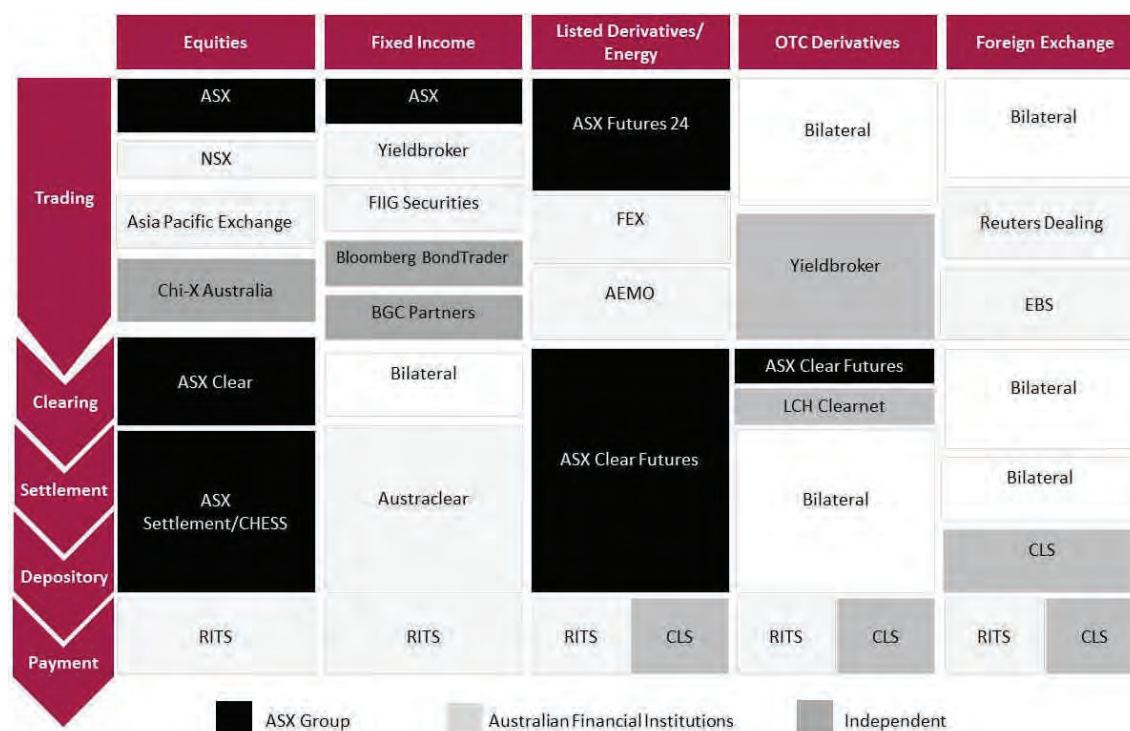 Equities
Fixed Income
Listed Derivatives/
Energy
OTC Derivatives
Foreign Exchange
Trading
ASX
NSX
Asia Pacific Exchange
Chi-X Australia
ASX
Yieldbroker
FIIG Securities
Bloomberg BondTrader
BGC Partners
ASX Futures 24
FEX
AEMO
Bilateral
Yieldbroker
Bilateral
Reuters Dealing
EBS
Clearing
ASX Clear
Bilateral
ASX Clear Futures
ASX Clear Futures
LCH Clearnet
Bilateral
Settlement
Depository
ASX
Settlement/CHESS
Austraclear
Bilateral
Bilateral
CLS
Payment
RITS
RITS
RITS
CLS
RITS
CLS
RITS
CLS
ASX Group
Australian Financial Institutions
Independent